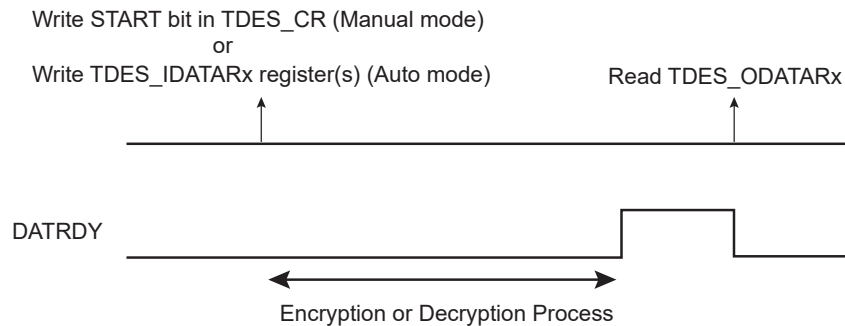 Write START bit in TDES_CR (Manual mode)
or
Write TDES_IDATARx register(s) (Auto mode)
Read TDES_ODATARx
DATRDY
Encryption or Decryption Process